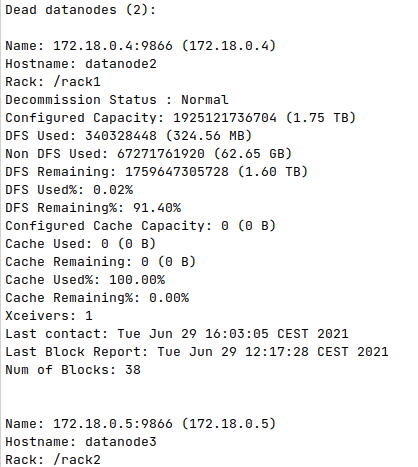 Dead datanodes (2):
Name: 172.18.0.4:9866 (172.18.0.4)
Hostname: datanode2
Rack: /rack1
Decommission Status : Normal
Configured Capacity: 1925121736704 (1.75 TB)
DFS Used: 340328448 (324.56 MB)
Non DFS Used: 67271761920 (62.65 GB)
DFS Remaining: 1759647305728 (1.60 TB)
DFS Used%: 0.02%
DFS Remaining%: 91.40%
Configured Cache Capacity: 0 (0 B)
Cache Used: 0 (0 B)
Cache Remaining: 0 (0 B)
Cache Used%: 100.00%
Cache Remaining%: 0.00%
Xceivers: 1
Last contact: Tue Jun 29 16:03:05 CEST 2021
Last Block Report: Tue Jun 29 12:17:28 CEST 2021
Num of Blocks: 38
Name: 172.18.0.5:9866 (172.18.0.5)
Hostname: datanode3
Rack: /rack2